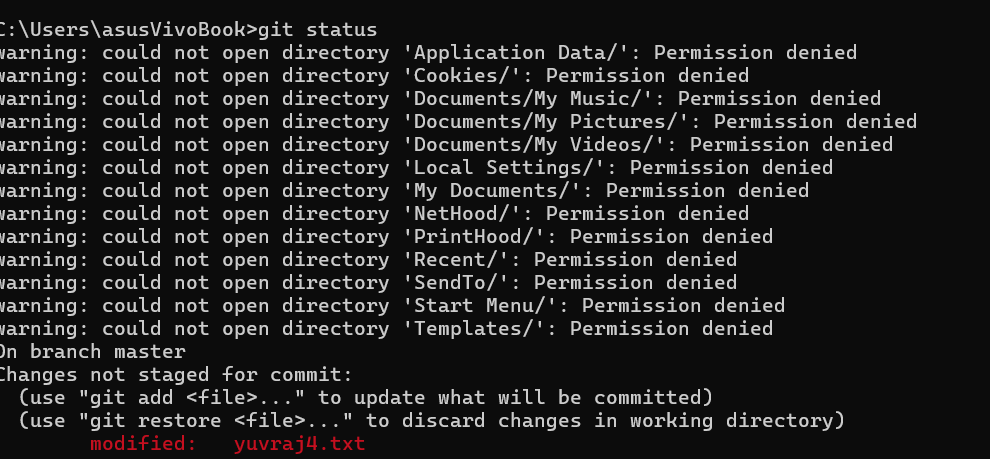 C:\Users\asusVivoBook>git status
warning: could not open directory 'Application Data/': Permission denied
warning: could not open directory 'Cookies/': Permission denied
warning: could not open directory 'Documents/My Music/': Permission denied
warning: could not open directory 'Documents/My Pictures/': Permission denied
warning: could not open directory 'Documents/My Videos/': Permission denied
warning: could not open directory 'Local Settings/': Permission denied
warning: could not open directory 'My Documents/': Permission denied
warning: could not open directory 'NetHood/': Permission denied
warning: could not open directory 'PrintHood/': Permission denied
warning: could not open directory 'Recent/': Permission denied
warning: could not open directory 'SendTo/': Permission denied
warning: could not open directory 'Start Menu/': Permission denied
warning: could not open directory 'Templates/': Permission denied
On branch master
Changes not staged for commit:
  (use "git add <file>..." to update what will be committed)
  (use "git restore <file>..." to discard changes in working directory)
        modified:   yuvraj4.txt